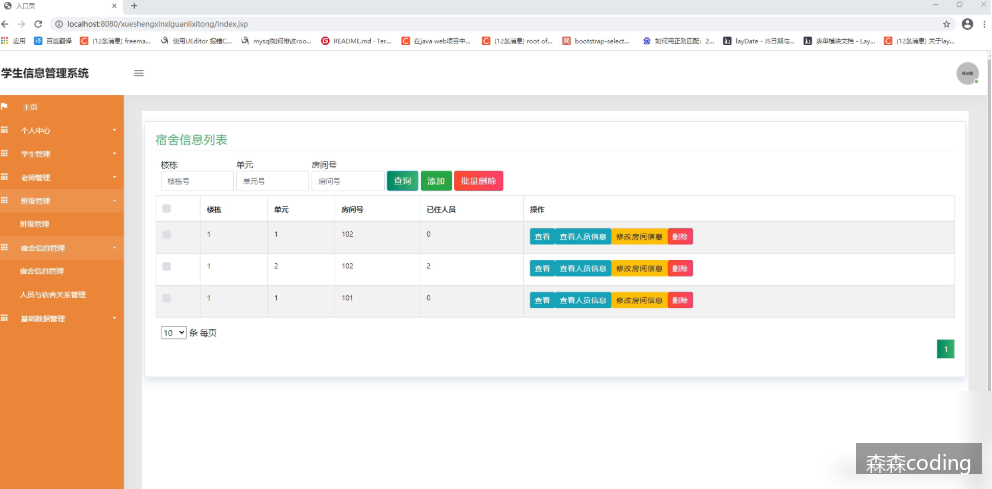 入口页
localhost:8080/xueshengxinxiguanlixitong/index.jsp
应用 百度翻译 (12条消息) freema... 使用UEditor 报错C... mysql如何修改roo... README.md · Ter... 在java web项目中... (12条消息) root of... bootstrap-select... 如何用正则匹配: 2... layDate - JS日期与... 表单模块文档 - Lay... (12条消息) 关于lay...
学生信息管理系统
主页
个人中心
学生管理
老师管理
班级管理
班级管理
宿舍信息管理
宿舍信息管理
人员与宿舍关系管理
基础数据管理
宿舍信息列表
楼栋 单元 房间号
楼栋号 单元号 房间号 查询 添加 批量删除
楼栋 单元 房间号 已住人员 操作
1 1 102 0 查看 查看人员信息 修改房间信息 删除
1 2 102 2 查看 查看人员信息 修改房间信息 删除
1 1 101 0 查看 查看人员信息 修改房间信息 删除
10 条 每页
1
森森coding